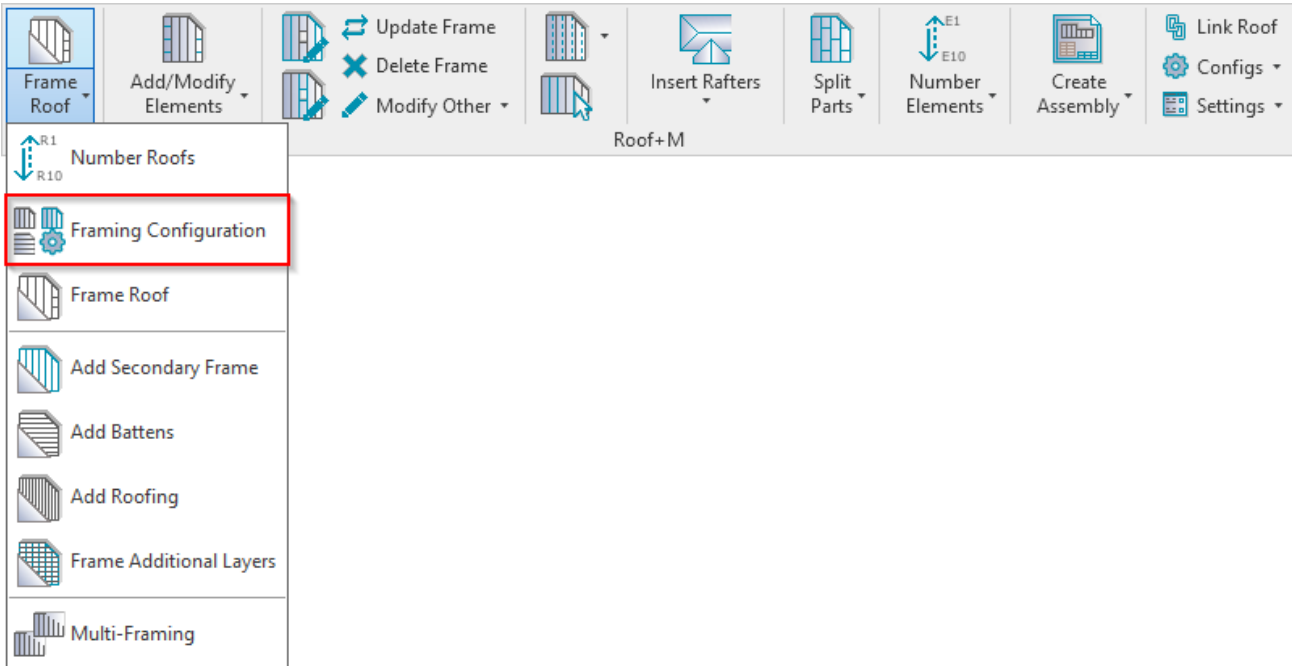 Frame
Roof
Add/Modify
Elements
Update Frame
Delete Frame
Modify Other
Insert Rafters
Split
Parts
E1
E10
Number
Elements
Create
Assembly
Link Roof
Configs
Settings
Roof+M
R1
R10
Number Roofs
Framing Configuration
Frame Roof
Add Secondary Frame
Add Battens
Add Roofing
Frame Additional Layers
Multi-Framing